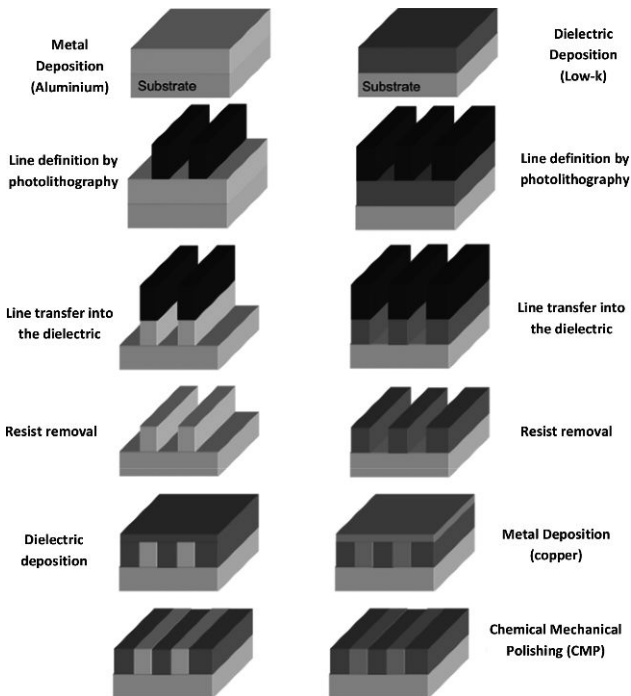 Metal
Deposition
(Aluminium)
Substrate
Dielectric
Deposition
(Low-k)
Substrate
Line definition by
photolithography
Line definition by
photolithography
Line transfer into
the dielectric
Line transfer into
the dielectric
Resist removal
Resist removal
Dielectric
deposition
Metal Deposition
(copper)
Chemical Mechanical
Polishing (CMP)